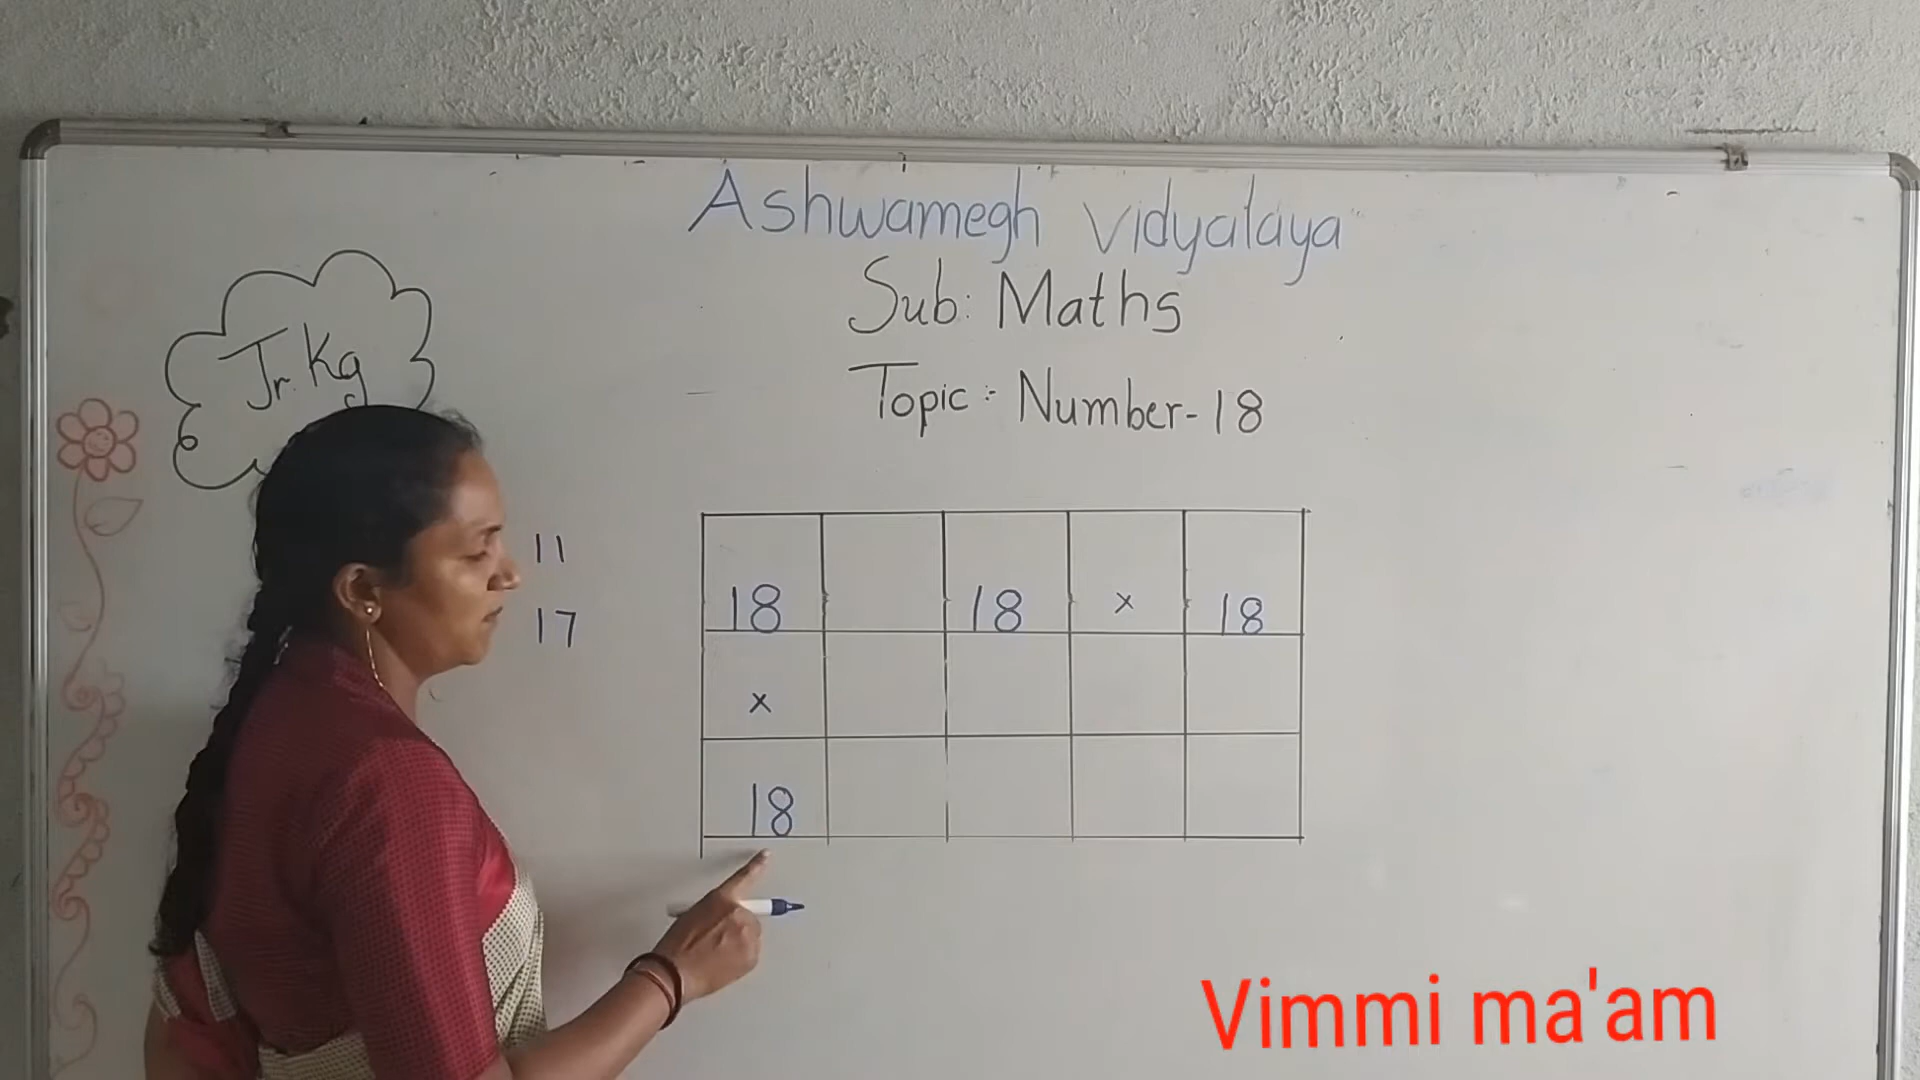 Ashwamegh Vidyalaya
Sub: Maths
Topic :- Number-18
Jr. Kg
11
17
18 18 × 18
×
18
Vimmi ma'am